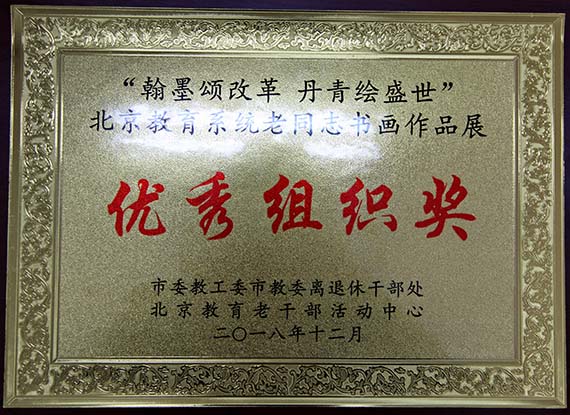 “翰墨颂改革 丹青绘盛世”
北京教育系统老同志书画作品展
优秀组织奖
市委教工委市教委离退休干部处
北京教育老干部活动中心
二〇一八年十二月